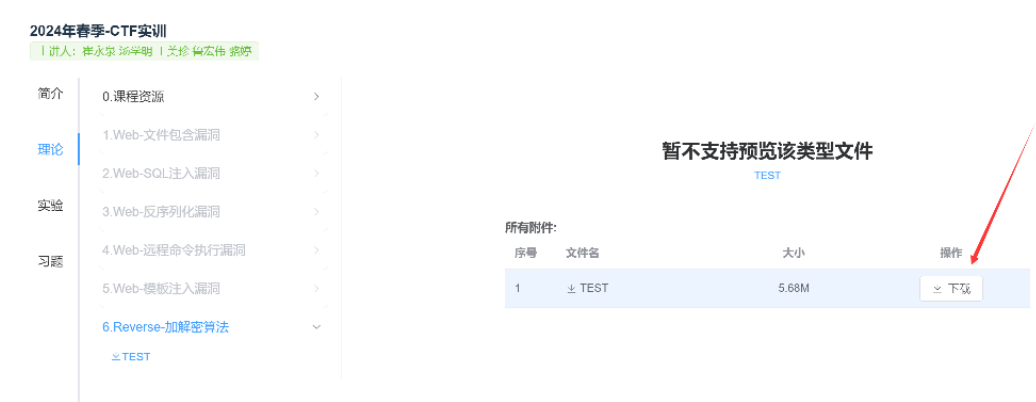 2024年春季-CTF实训
简介
理论
实验
习题
0.课程资源
1.Web-文件包含漏洞
2.Web-SQL注入漏洞
3.Web-反序列化漏洞
4.Web-远程命令执行漏洞
5.Web-模板注入漏洞
6.Reverse-加解密算法
TEST
暂不支持预览该类型文件
TEST
所有附件:
序号 文件名 大小 操作
1 TEST 5.68M 下载